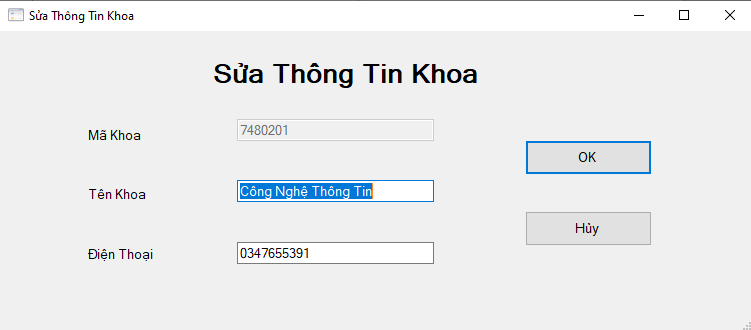 Sửa Thông Tin Khoa
Sửa Thông Tin Khoa
Mã Khoa
7480201
OK
Tên Khoa
Công Nghệ Thông Tin
Hủy
Điện Thoại
0347655391